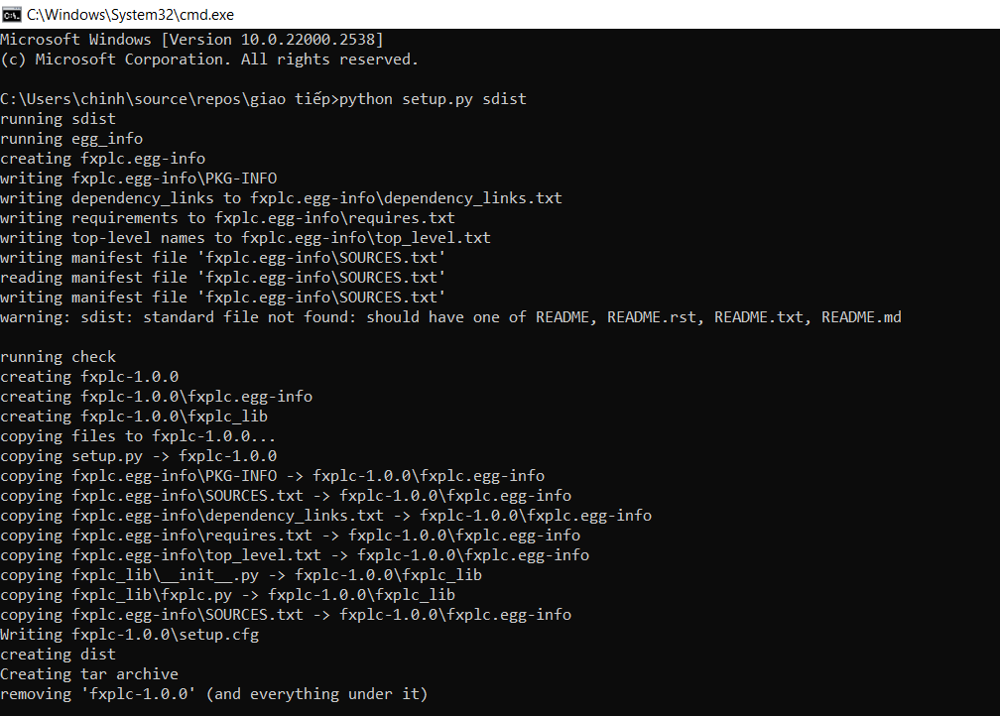 C:\Windows\System32\cmd.exe
Microsoft Windows [Version 10.0.22000.2538]
(c) Microsoft Corporation. All rights reserved.
C:\Users\chinh\source\repos\giao tiếp>python setup.py sdist
running sdist
running egg_info
creating fxplc.egg-info
writing fxplc.egg-info\PKG-INFO
writing dependency_links to fxplc.egg-info\dependency_links.txt
writing requirements to fxplc.egg-info\requires.txt
writing top-level names to fxplc.egg-info\top_level.txt
writing manifest file 'fxplc.egg-info\SOURCES.txt'
reading manifest file 'fxplc.egg-info\SOURCES.txt'
writing manifest file 'fxplc.egg-info\SOURCES.txt'
warning: sdist: standard file not found: should have one of README, README.rst, README.txt, README.md
running check
creating fxplc-1.0.0
creating fxplc-1.0.0\fxplc.egg-info
creating fxplc-1.0.0\fxplc_lib
copying files to fxplc-1.0.0...
copying setup.py -> fxplc-1.0.0
copying fxplc.egg-info\PKG-INFO -> fxplc-1.0.0\fxplc.egg-info
copying fxplc.egg-info\SOURCES.txt -> fxplc-1.0.0\fxplc.egg-info
copying fxplc.egg-info\dependency_links.txt -> fxplc-1.0.0\fxplc.egg-info
copying fxplc.egg-info\requires.txt -> fxplc-1.0.0\fxplc.egg-info
copying fxplc.egg-info\top_level.txt -> fxplc-1.0.0\fxplc.egg-info
copying fxplc_lib\__init__.py -> fxplc-1.0.0\fxplc_lib
copying fxplc_lib\fxplc.py -> fxplc-1.0.0\fxplc_lib
copying fxplc.egg-info\SOURCES.txt -> fxplc-1.0.0\fxplc.egg-info
Writing fxplc-1.0.0\setup.cfg
creating dist
Creating tar archive
removing 'fxplc-1.0.0' (and everything under it)